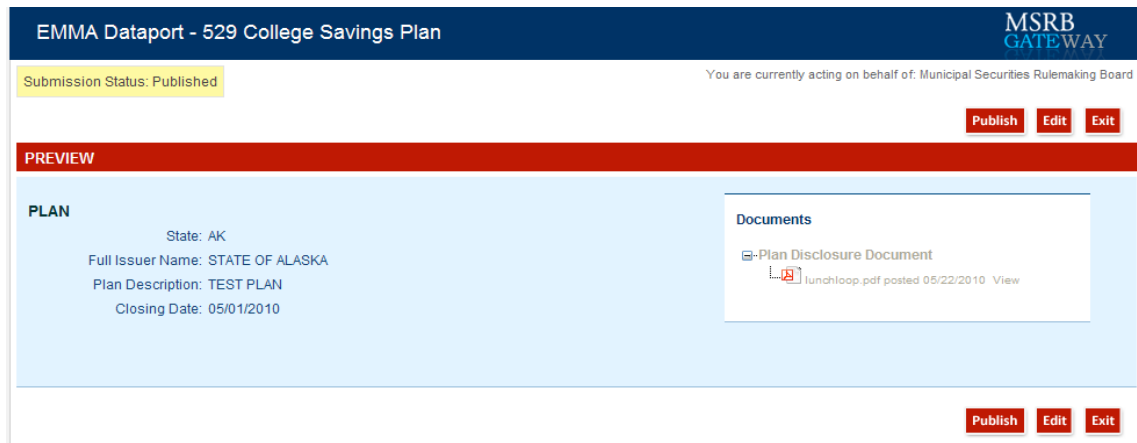 EMMA Dataport - 529 College Savings Plan
MSRB
GATEWAY
Submission Status: Published
You are currently acting on behalf of: Municipal Securities Rulemaking Board
Publish Edit Exit
PREVIEW
PLAN
State: AK
Full Issuer Name: STATE OF ALASKA
Plan Description: TEST PLAN
Closing Date: 05/01/2010
Documents
Plan Disclosure Document
lunchloop.pdf posted 05/22/2010 View
Publish Edit Exit